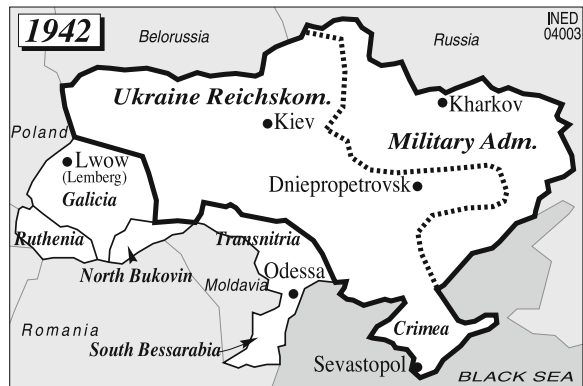 1942
Belorussia
Russia
INED
04003
Ukraine Reichskom.
Kharkov
Kiev
Poland
Military Adm.
Lwow
(Lemberg)
Galicia
Dniepropetrovsk
Ruthenia
Transnitria
North Bukovin
Moldavia
Odessa
Romania
Crimea
South Bessarabia
Sevastopol
BLACK SEA